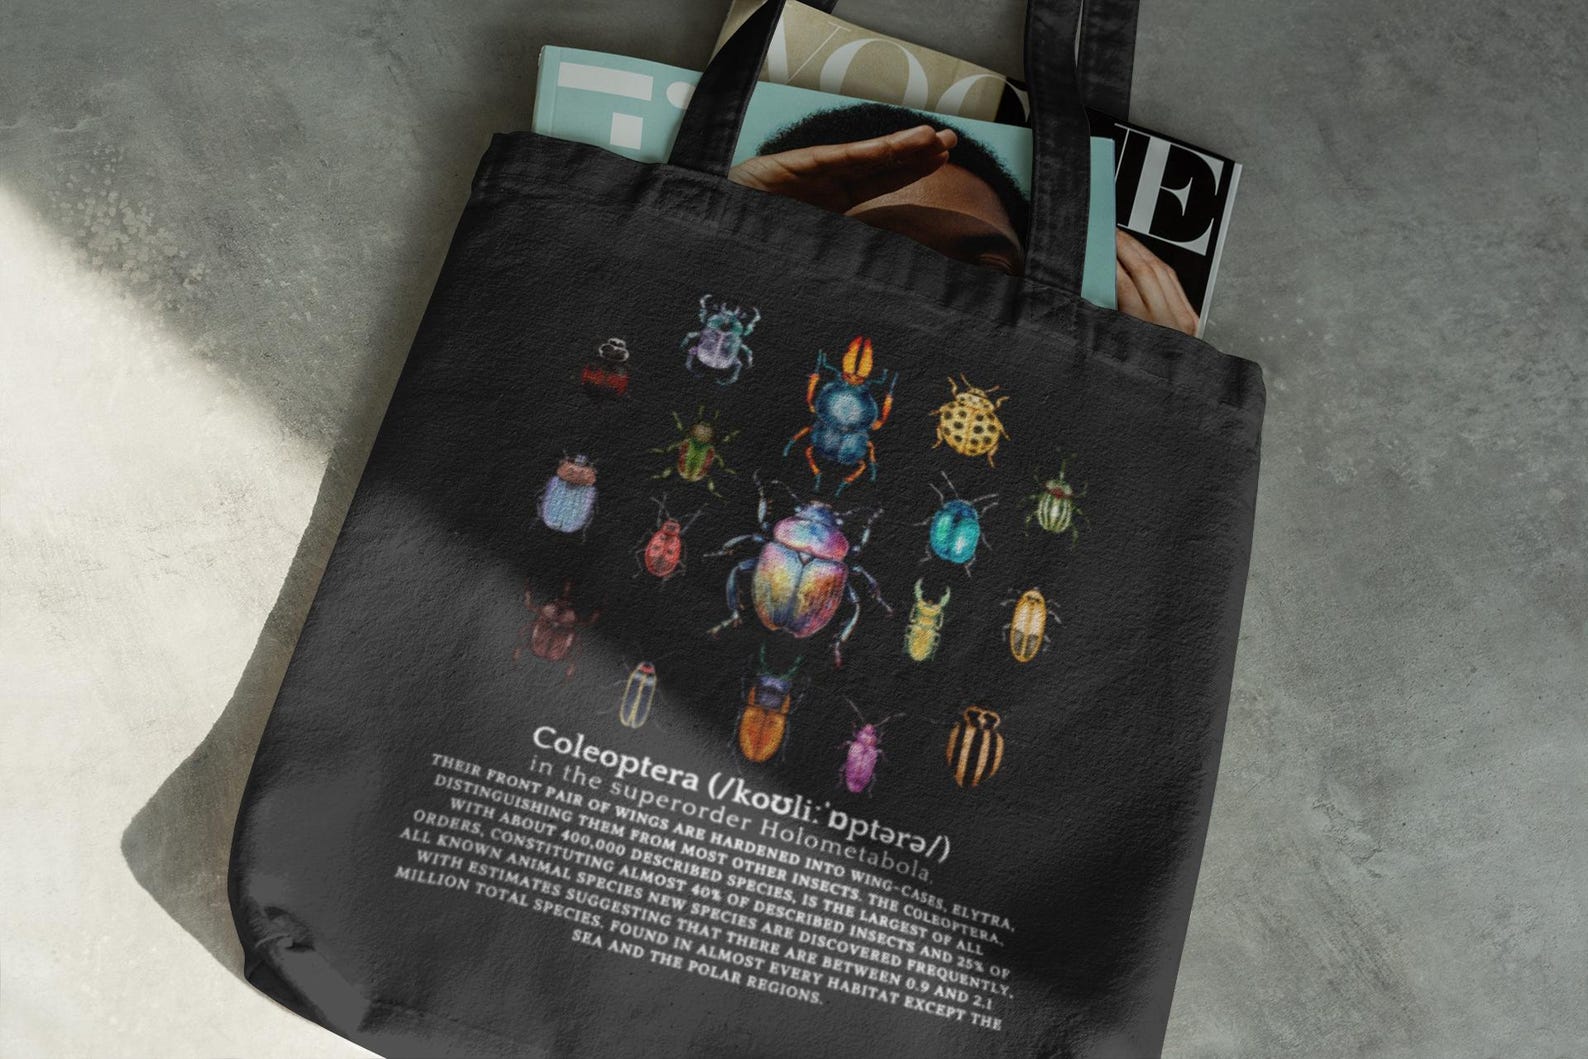 VOG E
Coleoptera (/koʊliːˈɒptərə/)
in the superorder Holometabola
THEIR FRONT PAIR OF WINGS ARE HARDENED INTO WING-CASES, ELYTRA,
DISTINGUISHING THEM FROM MOST OTHER INSECTS. THE COLEOPTERA,
WITH ABOUT 400,000 DESCRIBED SPECIES, IS THE LARGEST OF ALL
ORDERS, CONSTITUTING ALMOST 40% OF DESCRIBED INSECTS AND 25% OF
ALL KNOWN ANIMAL SPECIES NEW SPECIES ARE DISCOVERED FREQUENTLY,
WITH ESTIMATES SUGGESTING THAT THERE ARE BETWEEN 0.9 AND 2.1
MILLION TOTAL SPECIES. FOUND IN ALMOST EVERY HABITAT EXCEPT THE
SEA AND THE POLAR REGIONS.